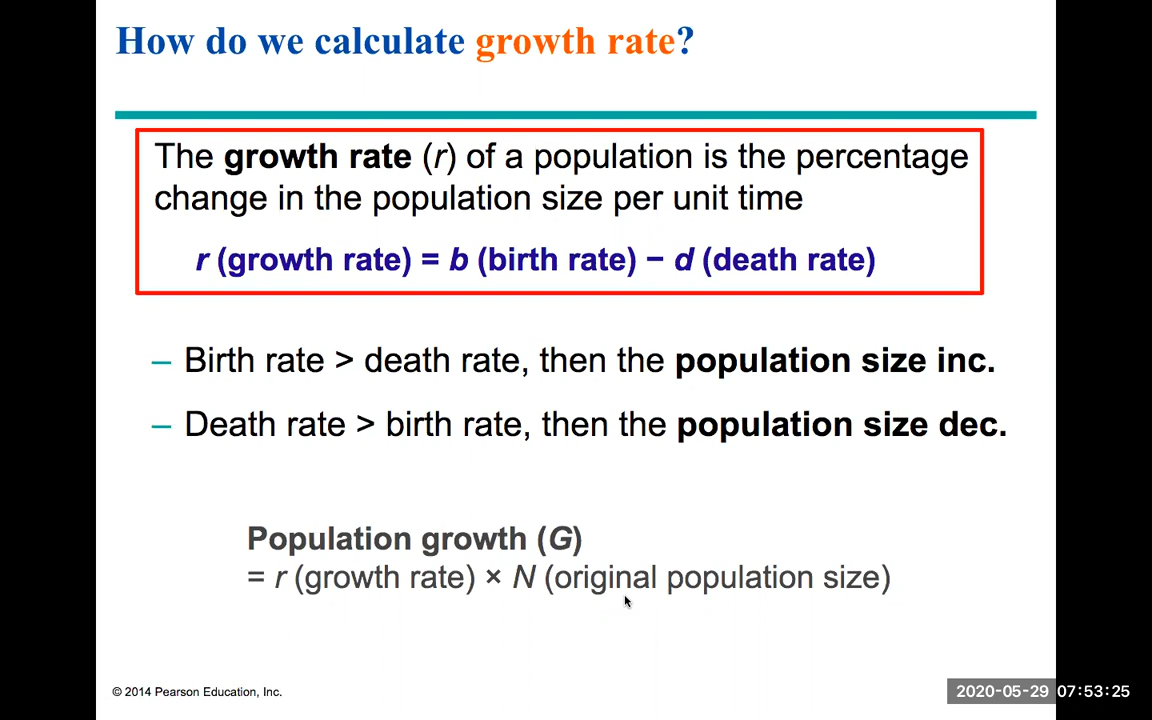 How do we calculate growth rate?
The growth rate (r) of a population is the percentage
change in the population size per unit time
r (growth rate) = b (birth rate) − d (death rate)
– Birth rate > death rate, then the population size inc.
– Death rate > birth rate, then the population size dec.
Population growth (G)
= r (growth rate) × N (original population size)
© 2014 Pearson Education, Inc.
2020-05-29 07:53:25